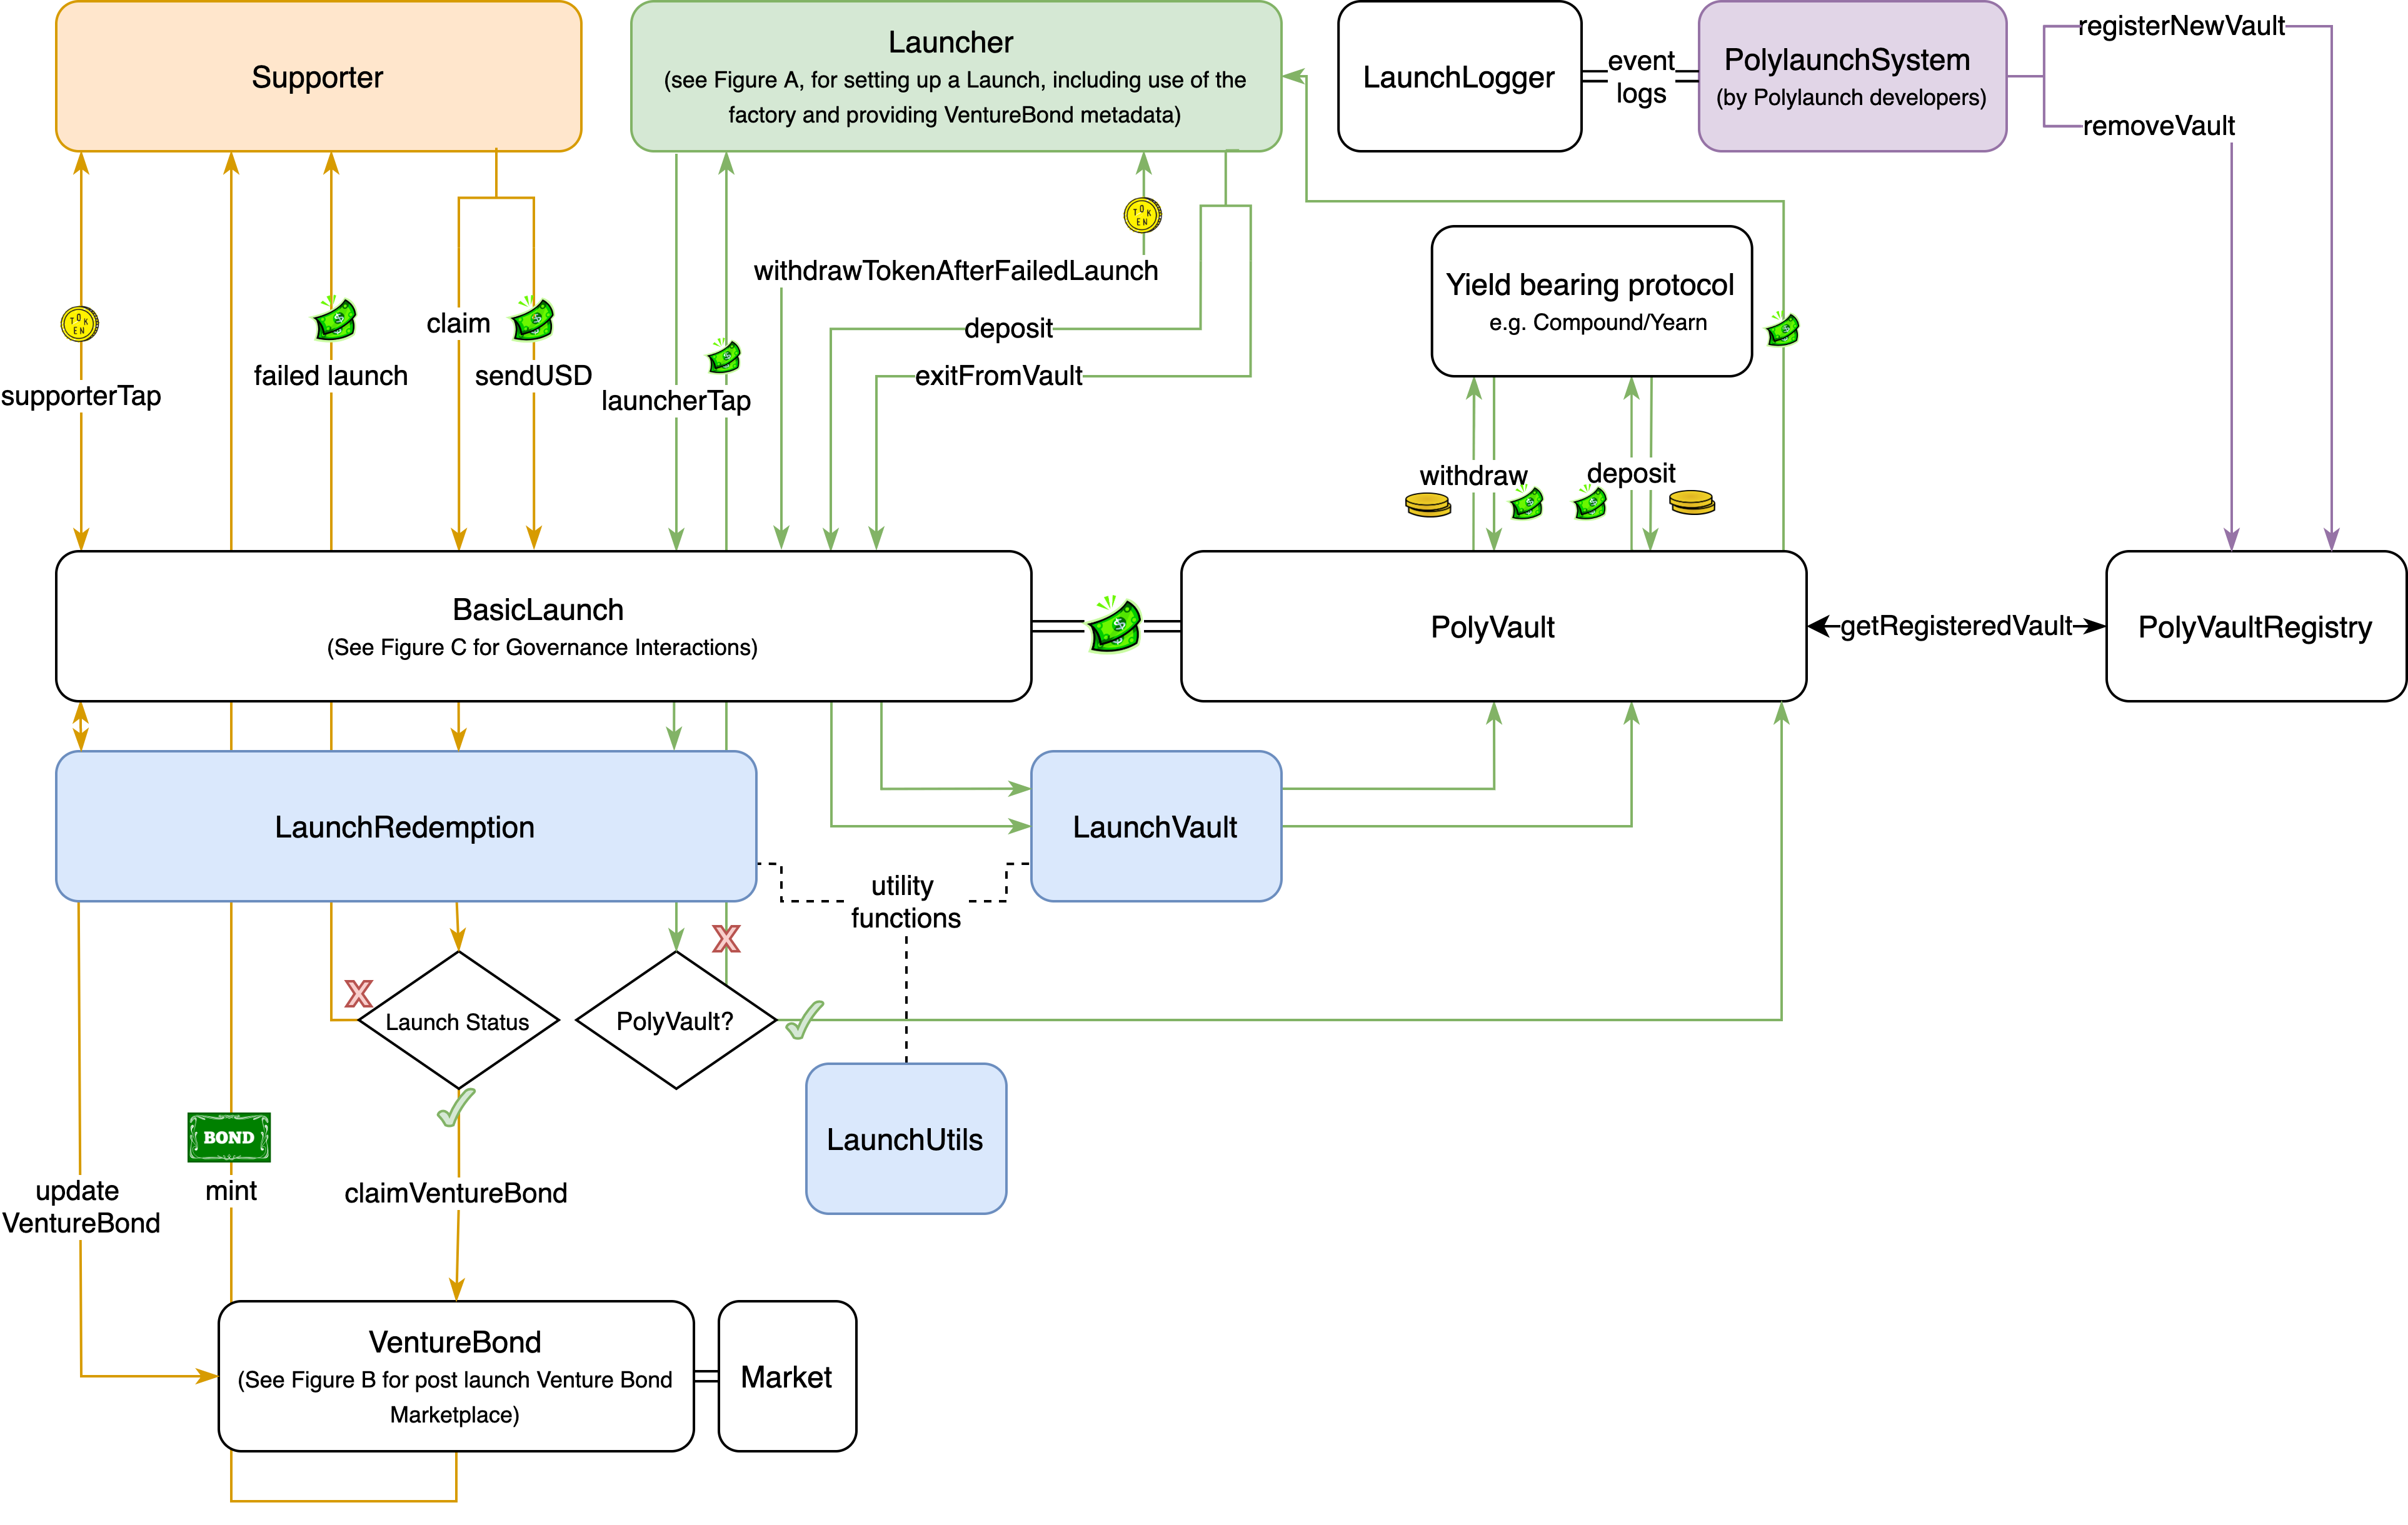 Supporter
Launcher
(see Figure A, for setting up a Launch, including use of the
factory and providing VentureBond metadata)
LaunchLogger
event
logs
PolylaunchSystem
(by Polylaunch developers)
registerNewVault
removeVault
TOKEN
withdrawTokenAfterFailedLaunch
deposit
exitFromVault
Yield bearing protocol
e.g. Compound/Yearn
TOKEN
claim
sendUSD
failed launch
supporterTap
launcherTap
withdraw
deposit
BasicLaunch
(See Figure C for Governance Interactions)
PolyVault
getRegisteredVault
PolyVaultRegistry
LaunchRedemption
LaunchVault
utility
functions
X
X
Launch Status
PolyVault?
BOND
LaunchUtils
update
VentureBond
mint
claimVentureBond
VentureBond
(See Figure B for post launch Venture Bond
Marketplace)
Market